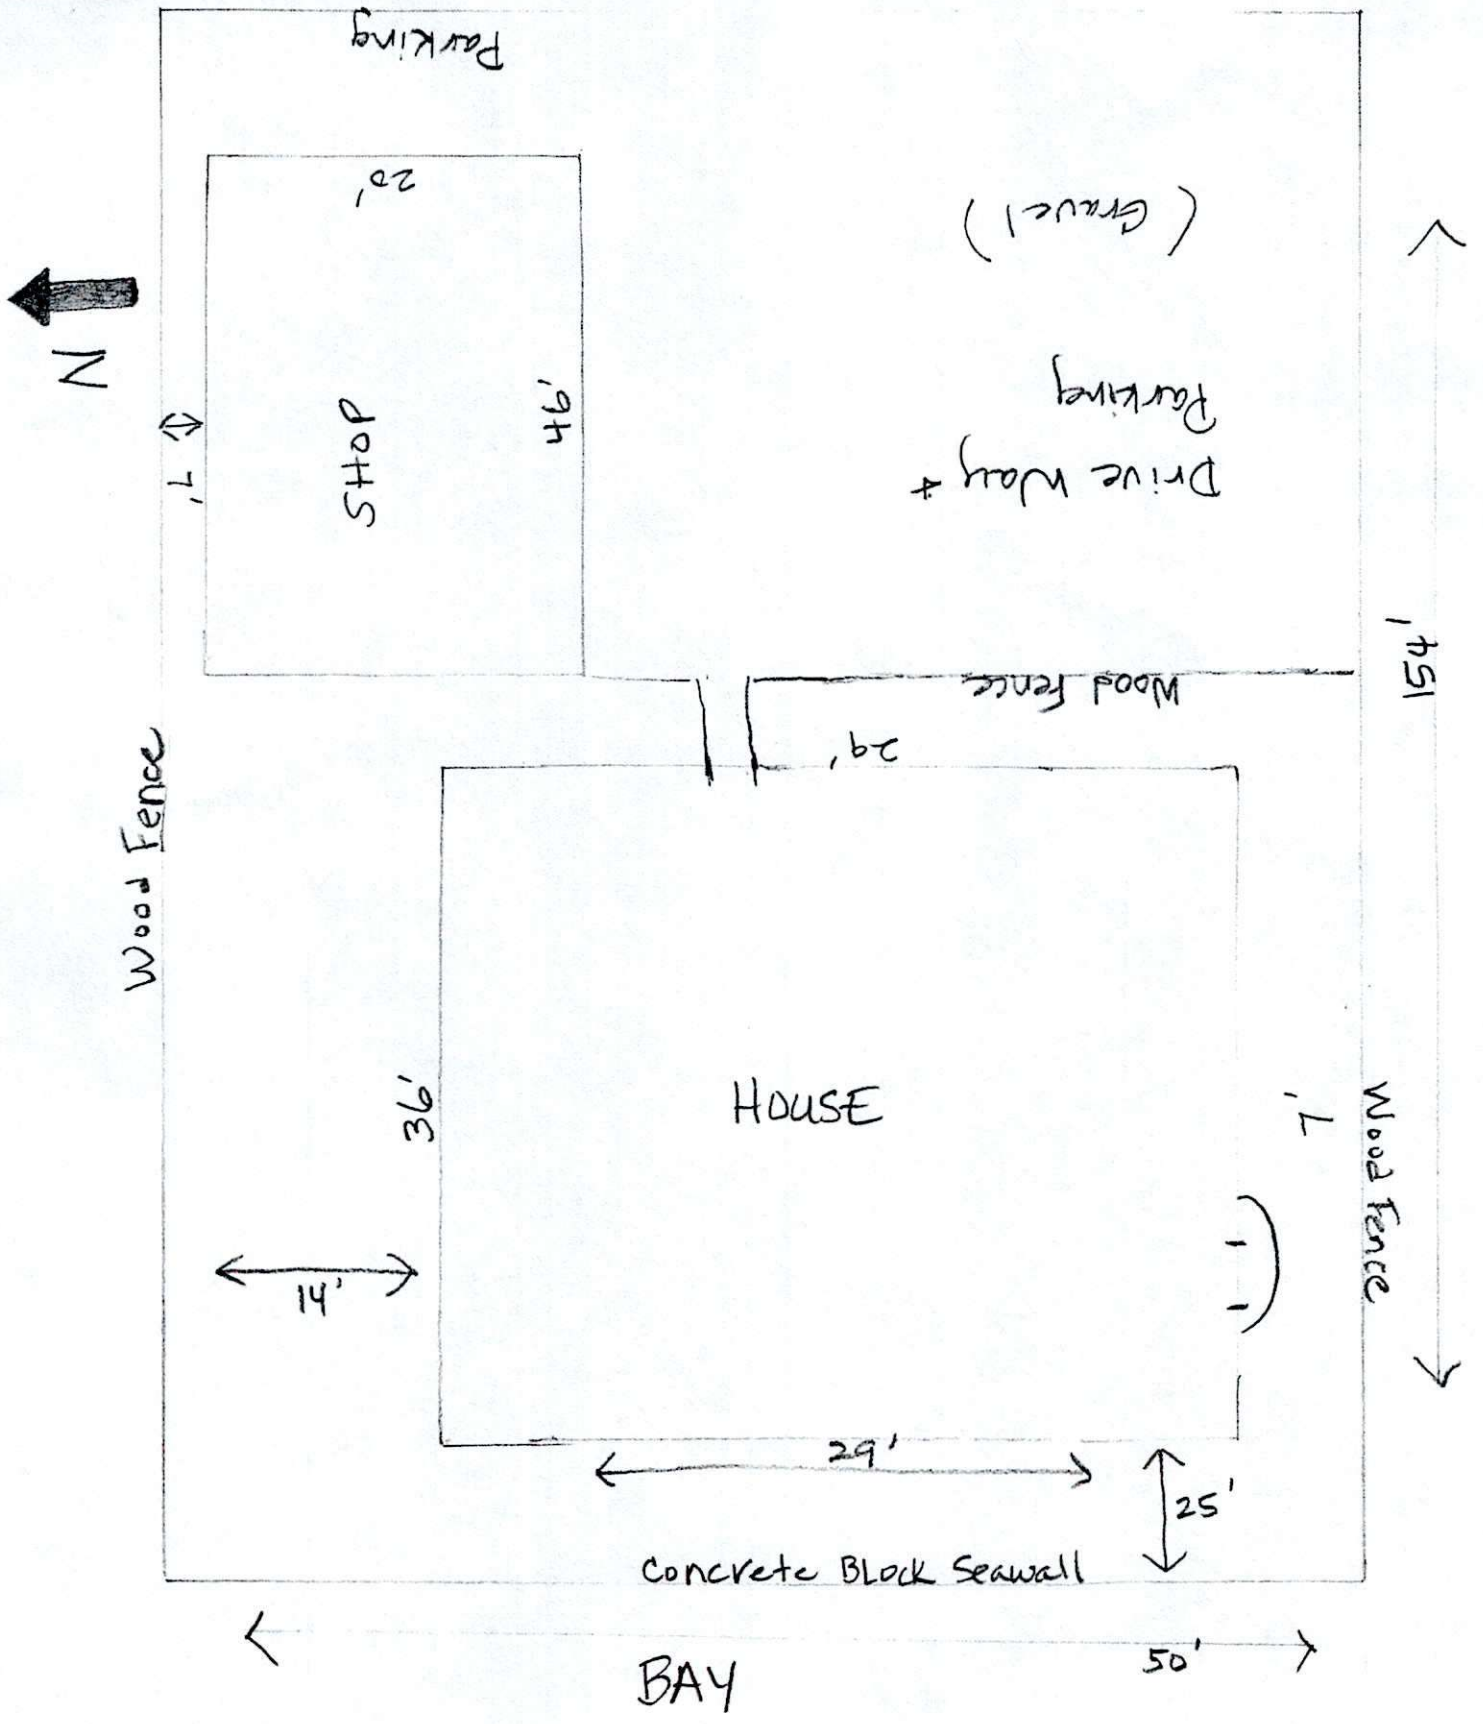 Parking
20'
(Gravel)
N
46'
SHOP
Drive Way +
Parking
7'
154'
Wood Fence
29'
Wood Fence
36'
HOUSE
7'
Wood Fence
14'
29'
25'
Concrete Block Seawall
50'
BAY